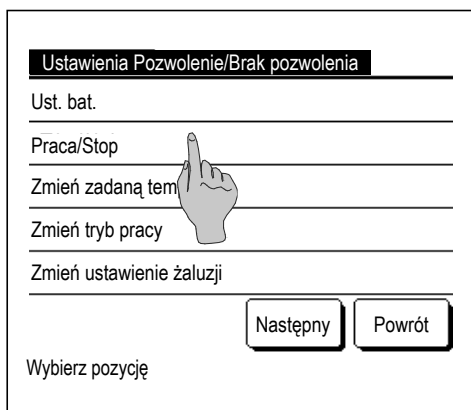 Ustawienia Pozwolenie/Brak pozwolenia
Ust. bat.
Praca/Stop
Zmień zadaną tem
Zmień tryb pracy
Zmień ustawienie żaluzji
Następny
Powrót
Wybierz pozycję